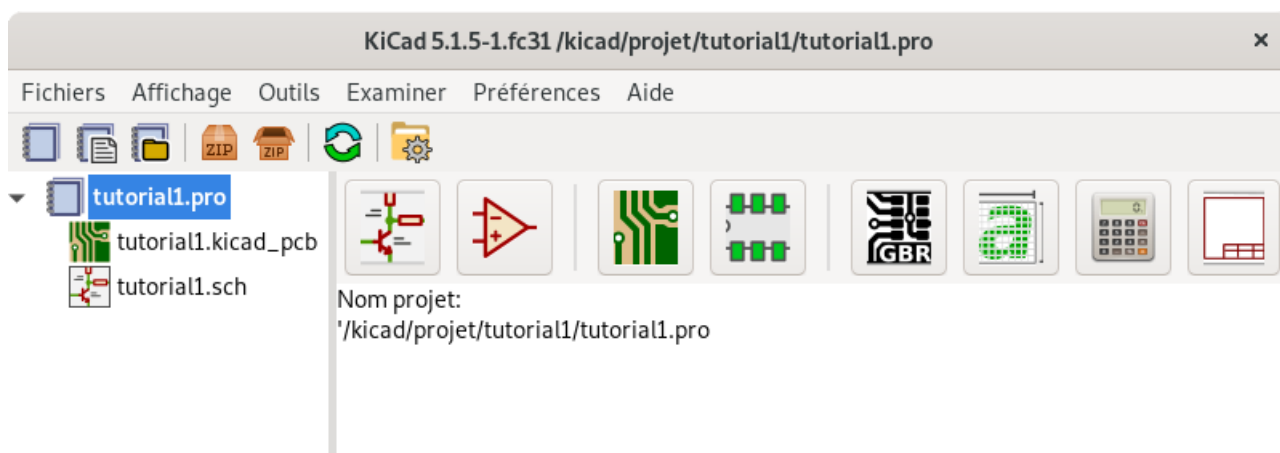 KiCad 5.1.5-1.fc31 /kicad/projet/tutorial1/tutorial1.pro
Fichiers Affichage Outils Examiner Préférences Aide
ZIP ZIP
tutorial1.pro
tutorial1.kicad_pcb
tutorial1.sch
GBR a 0.
Nom projet:
'/kicad/projet/tutorial1/tutorial1.pro